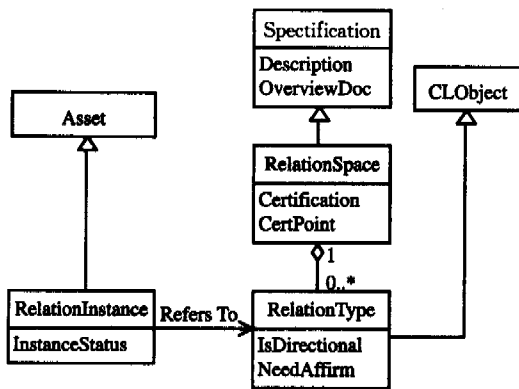 Spectification
Description
OverviewDoc
Asset
CLObject
RelationSpace
Certification
CertPoint
1
0..*
RelationInstance
InstanceStatus
Refers To
RelationType
IsDirectional
NeedAffirm